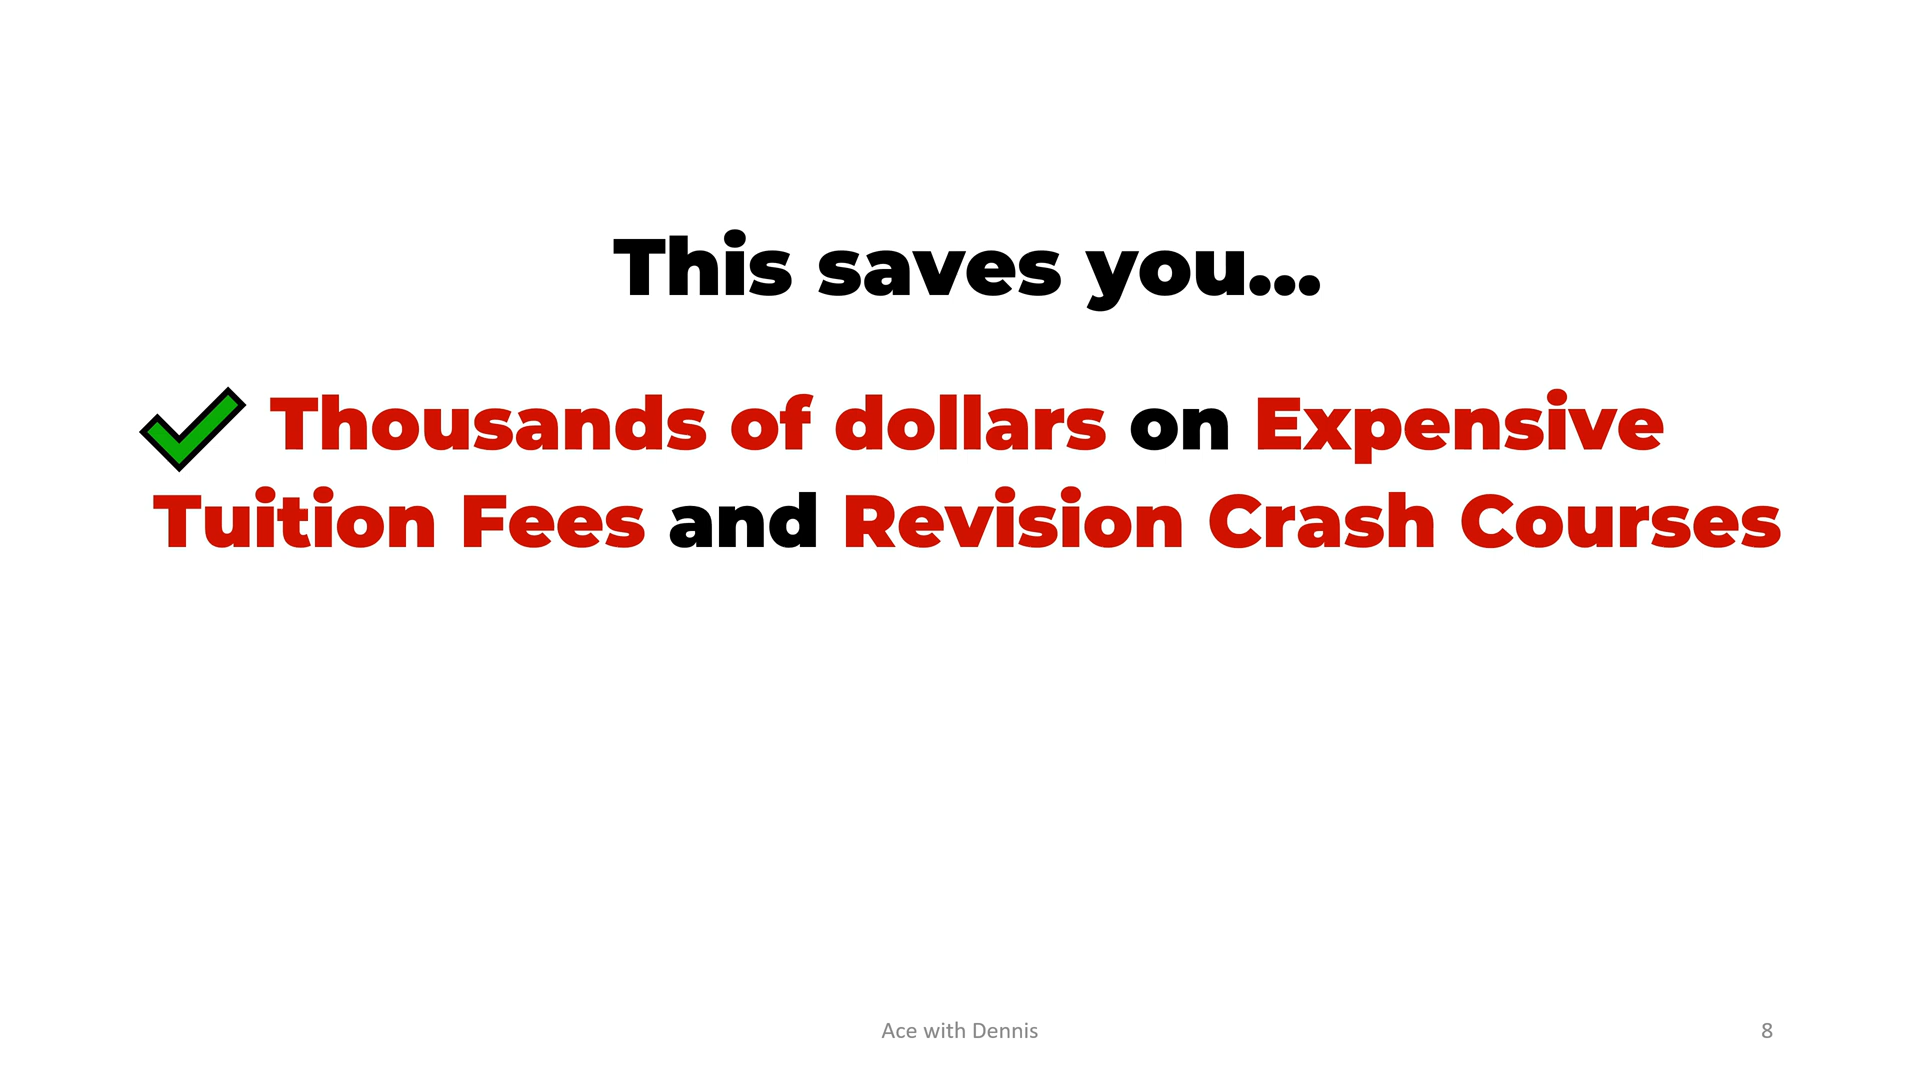 This saves you...
Thousands of dollars on Expensive
Tuition Fees and Revision Crash Courses
Ace with Dennis
8